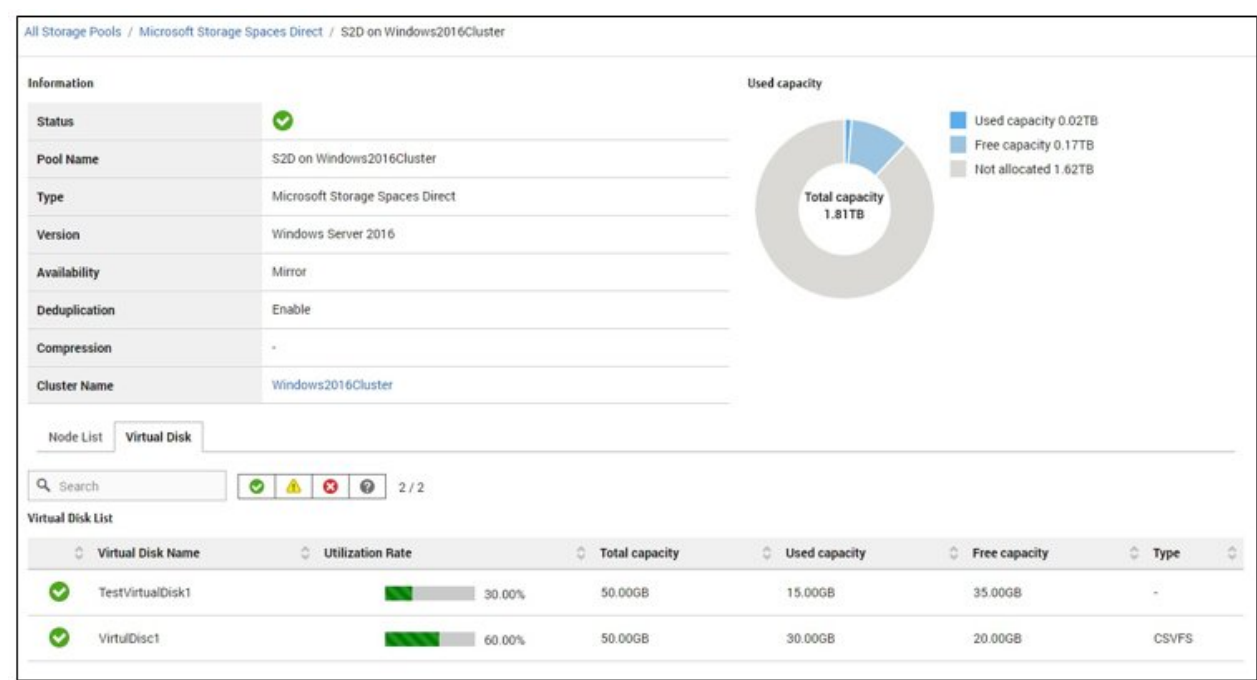 All Storage Pools / Microsoft Storage Spaces Direct / S2D on Windows2016Cluster
Information
Status
Pool Name S2D on Windows2016Cluster
Type Microsoft Storage Spaces Direct
Version Windows Server 2016
Availability Mirror
Deduplication Enable
Compression -
Cluster Name Windows2016Cluster
Used capacity
Used capacity 0.02TB
Free capacity 0.17TB
Not allocated 1.62TB
Total capacity
1.81TB
Node List Virtual Disk
Search 2 / 2
Virtual Disk List
Virtual Disk Name Utilization Rate Total capacity Used capacity Free capacity Type
TestVirtualDisk1 30.00% 50.00GB 15.00GB 35.00GB -
VirtulDisc1 60.00% 50.00GB 30.00GB 20.00GB CSVFS